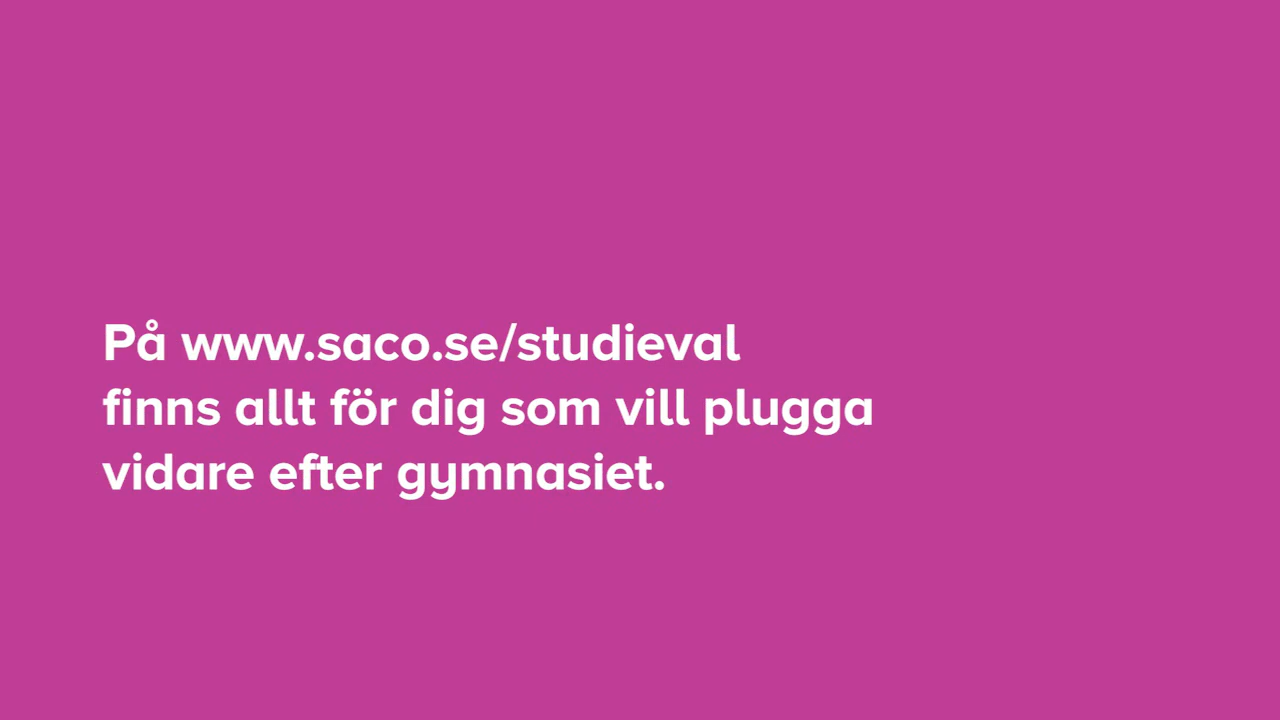 På www.saco.se/studieval
finns allt för dig som vill plugga
vidare efter gymnasiet.